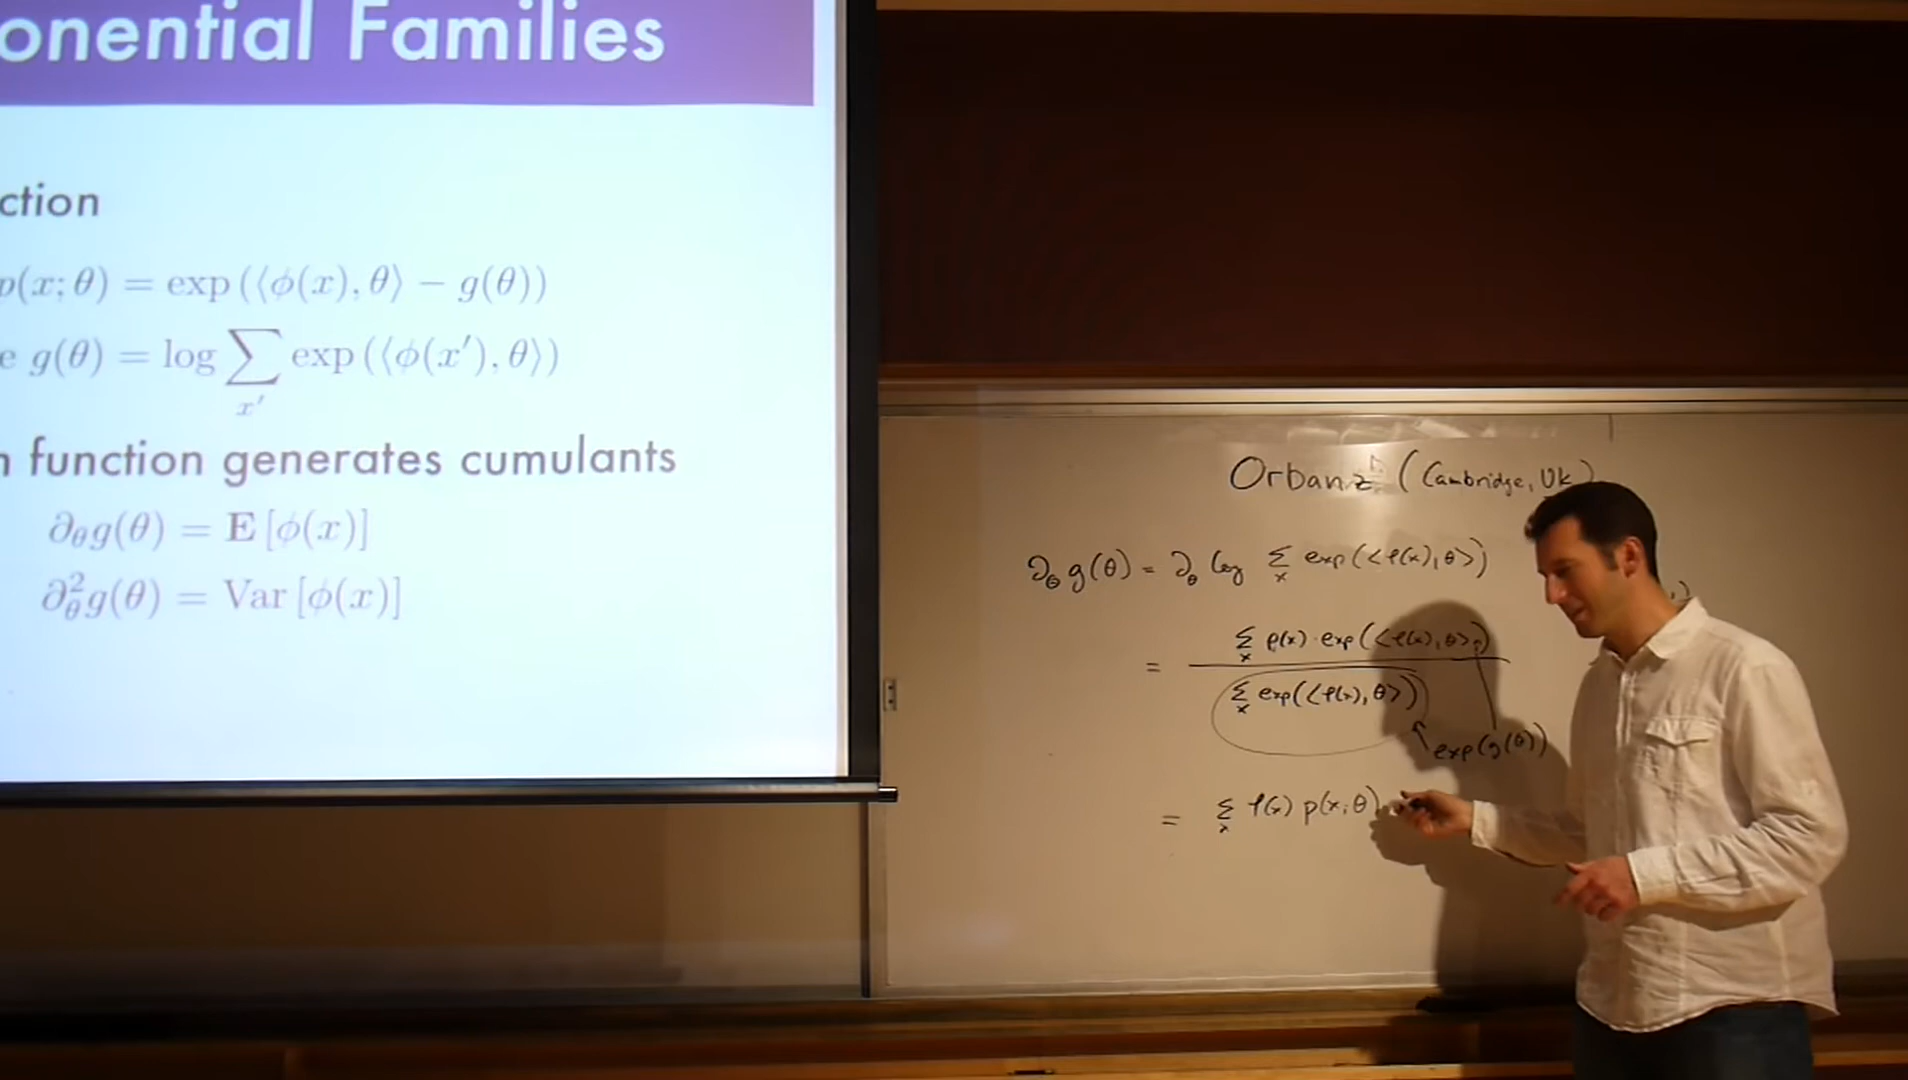 onential Families
ction
p(x; θ) = exp (⟨ϕ(x), θ⟩ − g(θ))
e g(θ) = log ∑ exp (⟨ϕ(x′), θ⟩)
x′
n function generates cumulants
∂θg(θ) = E [ϕ(x)]
∂²θg(θ) = Var [ϕ(x)]
Orbanz (Cambridge, UK)
∂θ g(θ) = ∂θ log ∑x exp(<ϕ(x),θ>)
= ∑x ϕ(x) · exp(<ϕ(x),θ>)
∑x exp(<ϕ(x),θ>)
exp(g(θ))
= ∑x ϕ(x) p(x;θ)